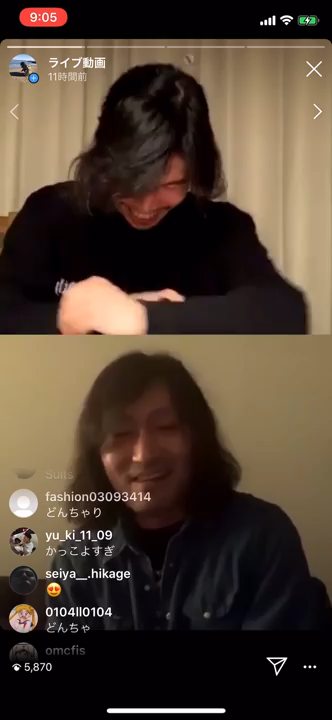 9:05
ライブ動画
11時間前
Suits
fashion03093414
どんちゃり
yu_ki_11_09
かっこよすぎ
seiya__.hikage
😍
0104ll0104
どんちゃ
omcfis
5,870